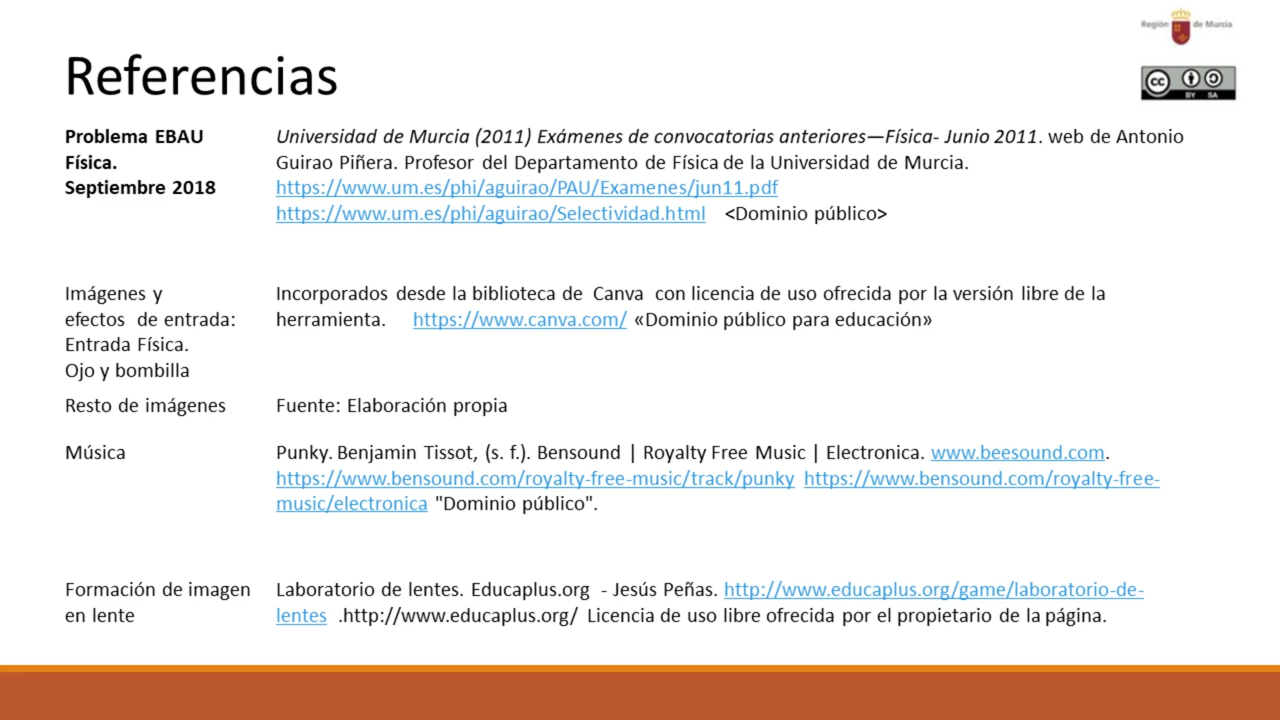 Región de Murcia
Referencias
cc BY SA
Problema EBAU
Física.
Septiembre 2018
Universidad de Murcia (2011) Exámenes de convocatorias anteriores—Física- Junio 2011. web de Antonio
Guirao Piñera. Profesor del Departamento de Física de la Universidad de Murcia.
https://www.um.es/phi/aguirao/PAU/Examenes/jun11.pdf
https://www.um.es/phi/aguirao/Selectividad.html <Dominio público>
Imágenes y
efectos de entrada:
Entrada Física.
Ojo y bombilla
Incorporados desde la biblioteca de Canva con licencia de uso ofrecida por la versión libre de la
herramienta. https://www.canva.com/ «Dominio público para educación»
Resto de imágenes
Fuente: Elaboración propia
Música
Punky. Benjamin Tissot, (s. f.). Bensound | Royalty Free Music | Electronica. www.beesound.com.
https://www.bensound.com/royalty-free-music/track/punky https://www.bensound.com/royalty-free-
music/electronica "Dominio público".
Formación de imagen
en lente
Laboratorio de lentes. Educaplus.org - Jesús Peñas. http://www.educaplus.org/game/laboratorio-de-
lentes .http://www.educaplus.org/ Licencia de uso libre ofrecida por el propietario de la página.